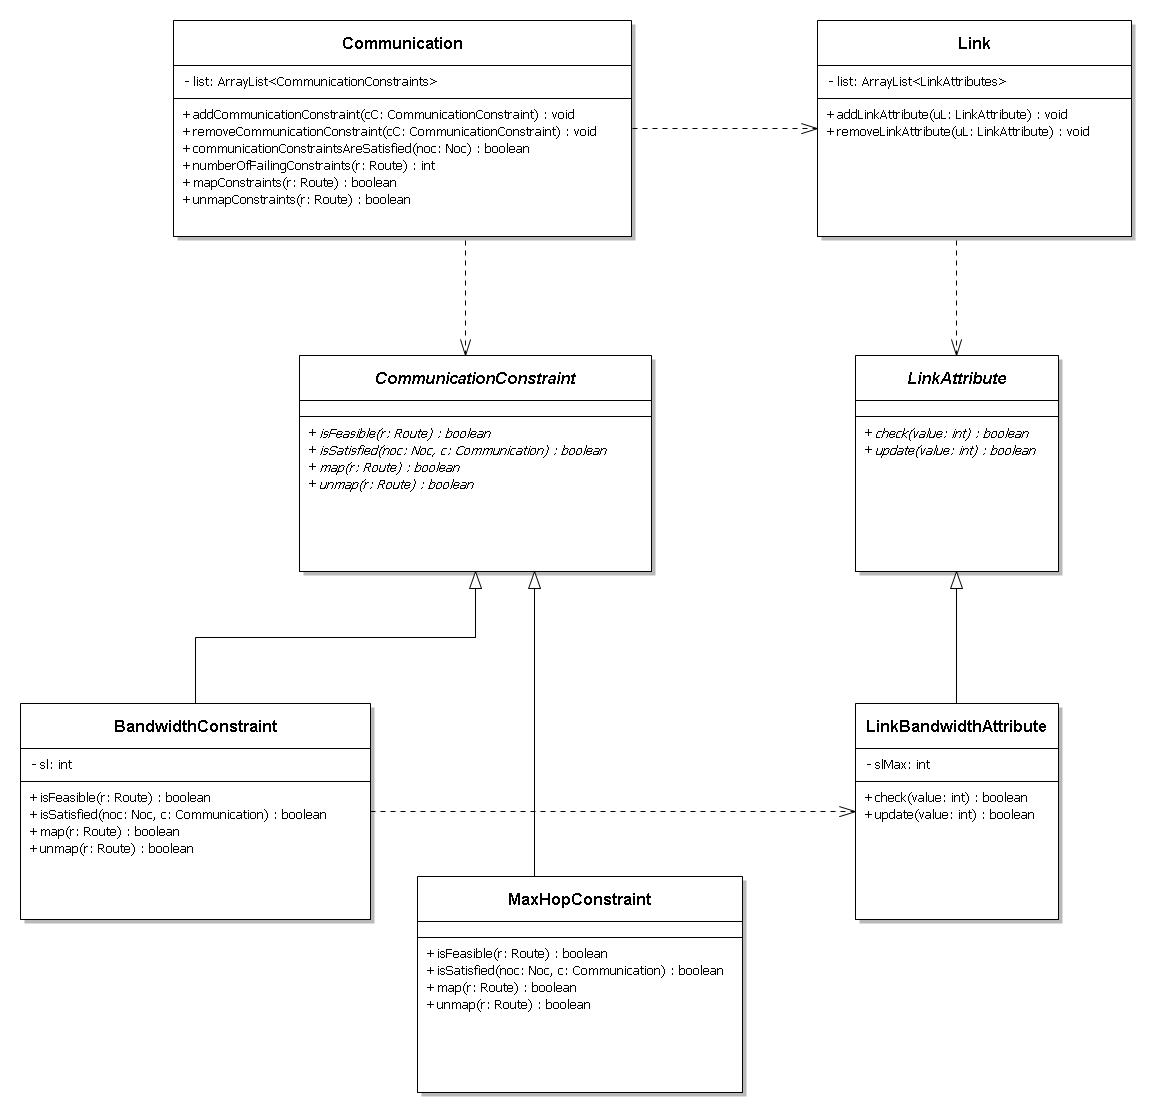 Communication
- list: ArrayList<CommunicationConstraints>
+ addCommunicationConstraint(cC: CommunicationConstraint) : void
+ removeCommunicationConstraint(cC: CommunicationConstraint) : void
+ communicationConstraintsAreSatisfied(noc: Noc) : boolean
+ numberOfFailingConstraints(r: Route) : int
+ mapConstraints(r: Route) : boolean
+ unmapConstraints(r: Route) : boolean
Link
- list: ArrayList<LinkAttributes>
+ addLinkAttribute(uL: LinkAttribute) : void
+ removeLinkAttribute(uL: LinkAttribute) : void
CommunicationConstraint
+ isFeasible(r: Route) : boolean
+ isSatisfied(noc: Noc, c: Communication) : boolean
+ map(r: Route) : boolean
+ unmap(r: Route) : boolean
LinkAttribute
+ check(value: int) : boolean
+ update(value: int) : boolean
BandwidthConstraint
- sl: int
+ isFeasible(r: Route) : boolean
+ isSatisfied(noc: Noc, c: Communication) : boolean
+ map(r: Route) : boolean
+ unmap(r: Route) : boolean
LinkBandwidthAttribute
- slMax: int
+ check(value: int) : boolean
+ update(value: int) : boolean
MaxHopConstraint
+ isFeasible(r: Route) : boolean
+ isSatisfied(noc: Noc, c: Communication) : boolean
+ map(r: Route) : boolean
+ unmap(r: Route) : boolean